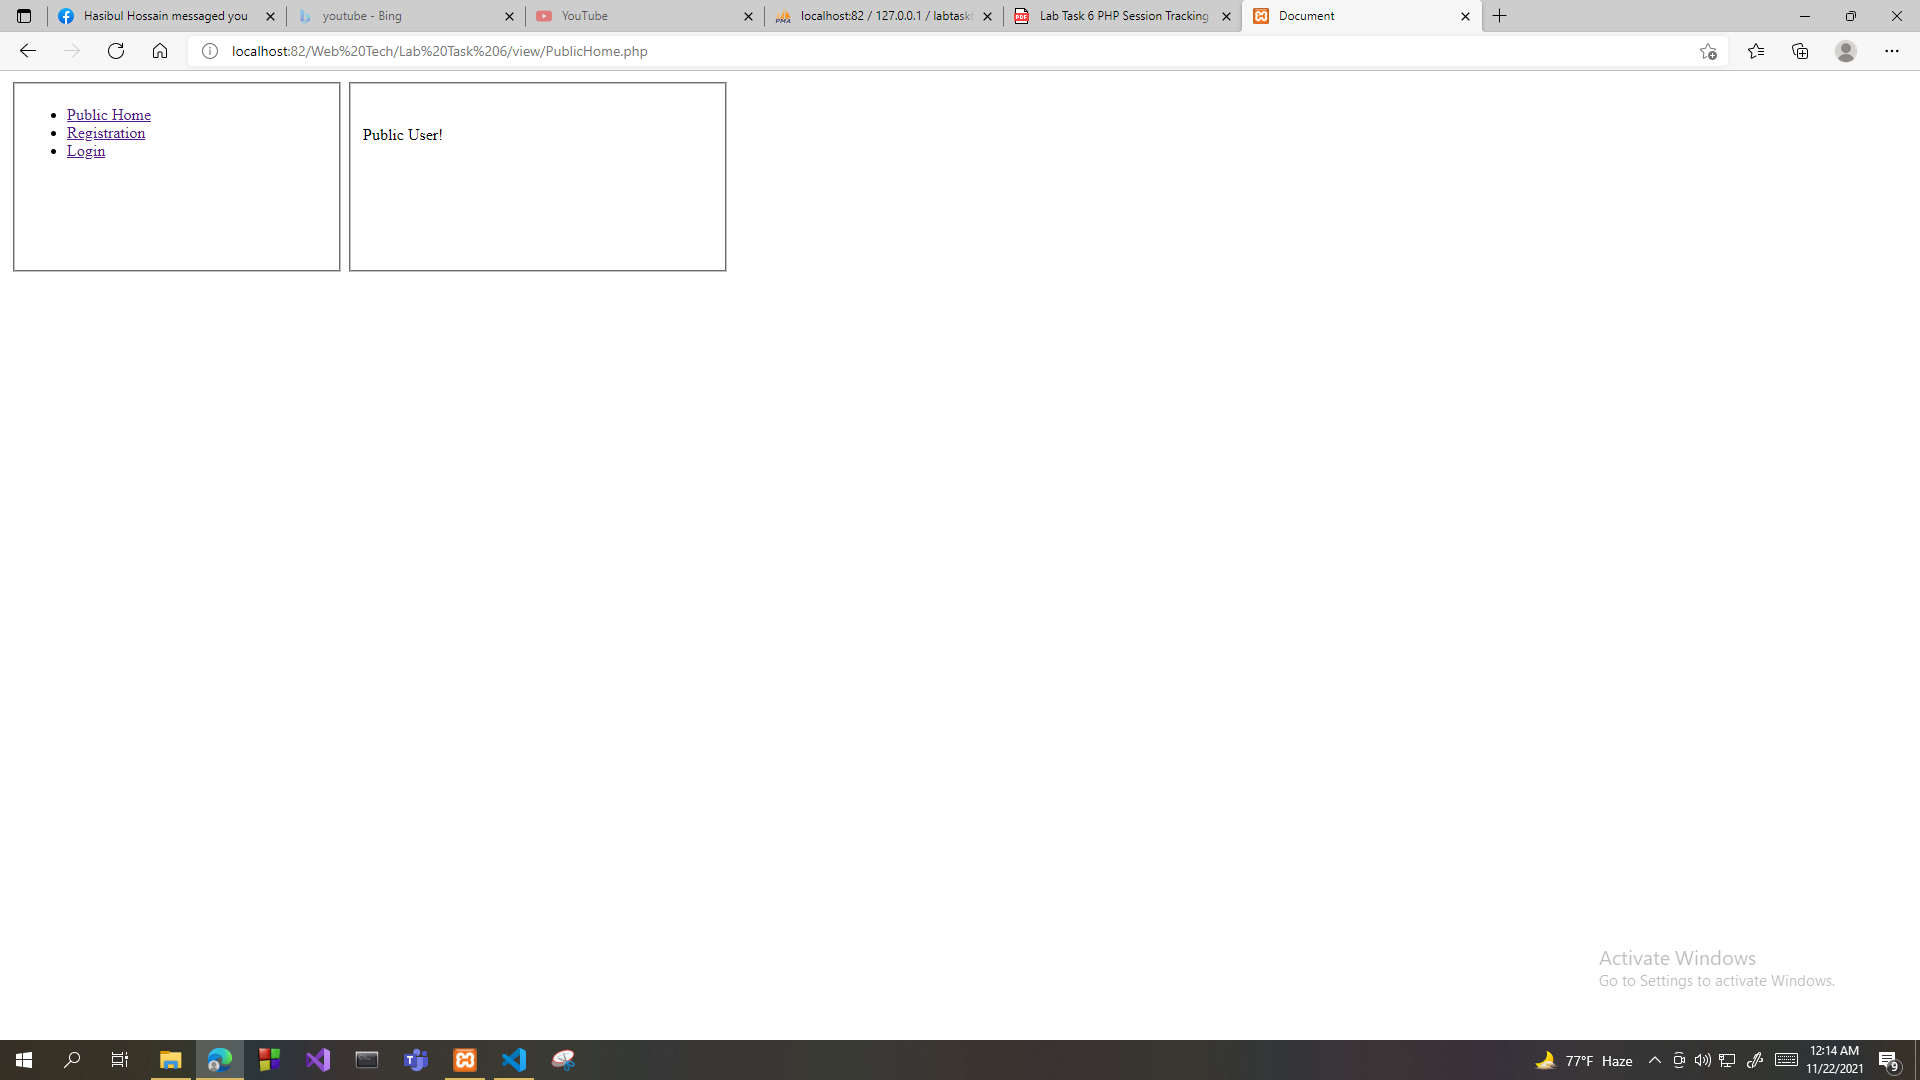 Hasibul Hossain messaged you
youtube - Bing
YouTube
localhost:82 / 127.0.0.1 / labtask
Lab Task 6 PHP Session Tracking
Document
localhost:82/Web%20Tech/Lab%20Task%206/view/PublicHome.php
Public Home
Registration
Login
Public User!
Activate Windows
Go to Settings to activate Windows.
77°F Haze
12:14 AM
11/22/2021
9